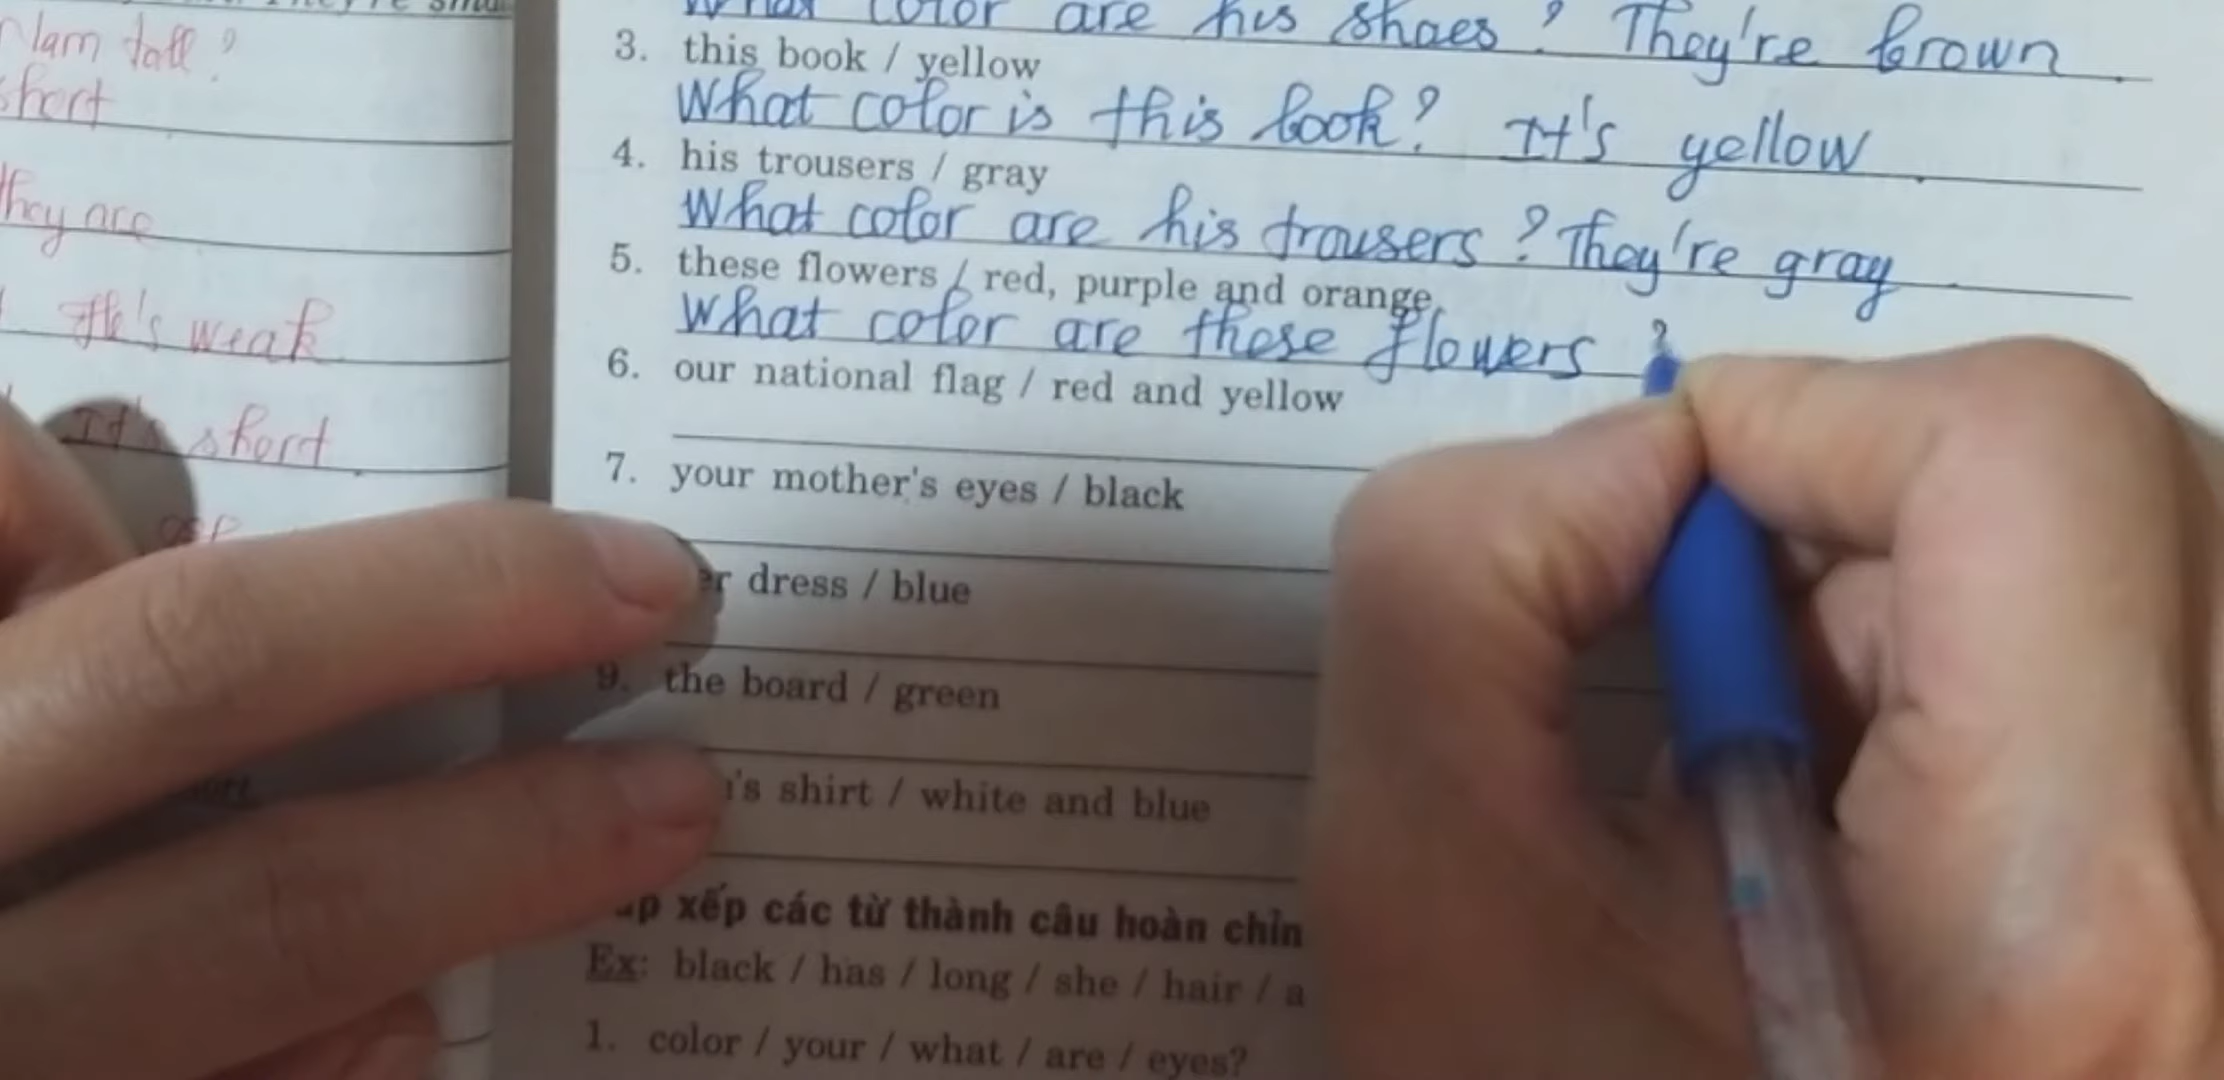 Iam tall?
short
they are
He's weak
It's short
What color are his shoes? They're brown.
3. this book / yellow
What color is this book? It's yellow.
4. his trousers / gray
What color are his trousers? They're gray.
5. these flowers / red, purple and orange
What color are these flowers?
6. our national flag / red and yellow
7. your mother's eyes / black
dress / blue
9. the board / green
's shirt / white and blue
xếp các từ thành câu hoàn chỉn
Ex: black / has / long / she / hair / a
1. color / your / what / are / eyes?